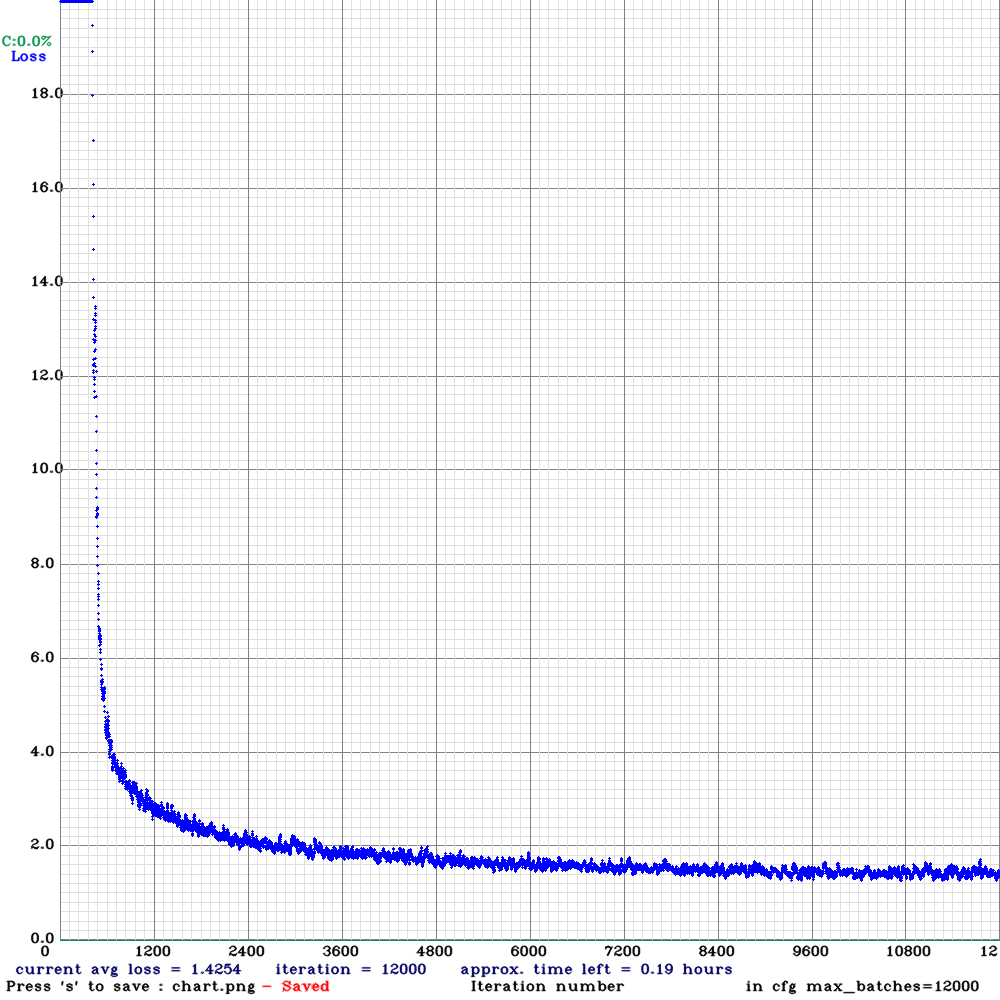 C:0.0%
Loss
18.0
16.0
14.0
12.0
10.0
8.0
6.0
4.0
2.0
0.0
0 1200 2400 3600 4800 6000 7200 8400 9600 10800 12
current avg loss = 1.4254 iteration = 12000 approx. time left = 0.19 hours
Press 's' to save : chart.png - Saved Iteration number in cfg max_batches=12000